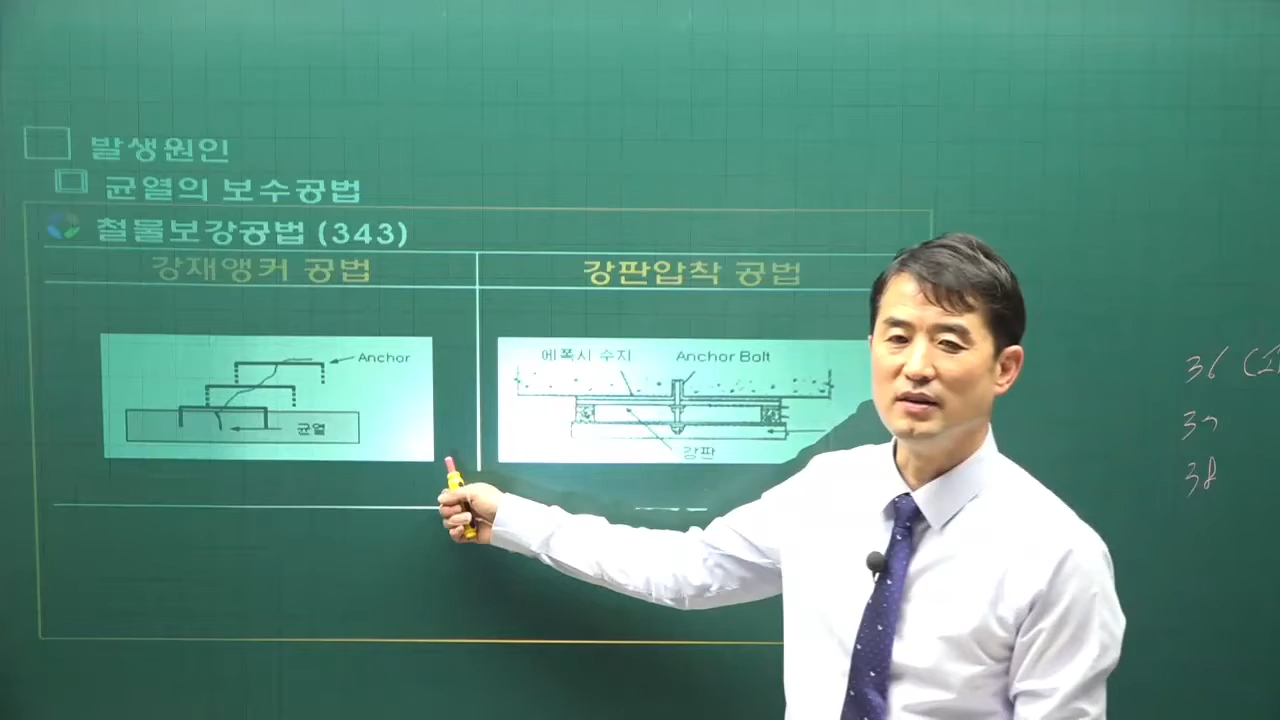 발생원인
균열의 보수공법
철물보강공법 (343)
강재앵커 공법
강판압착 공법
Anchor
균열
에폭시 수지 Anchor Bolt
강판
36
37
38